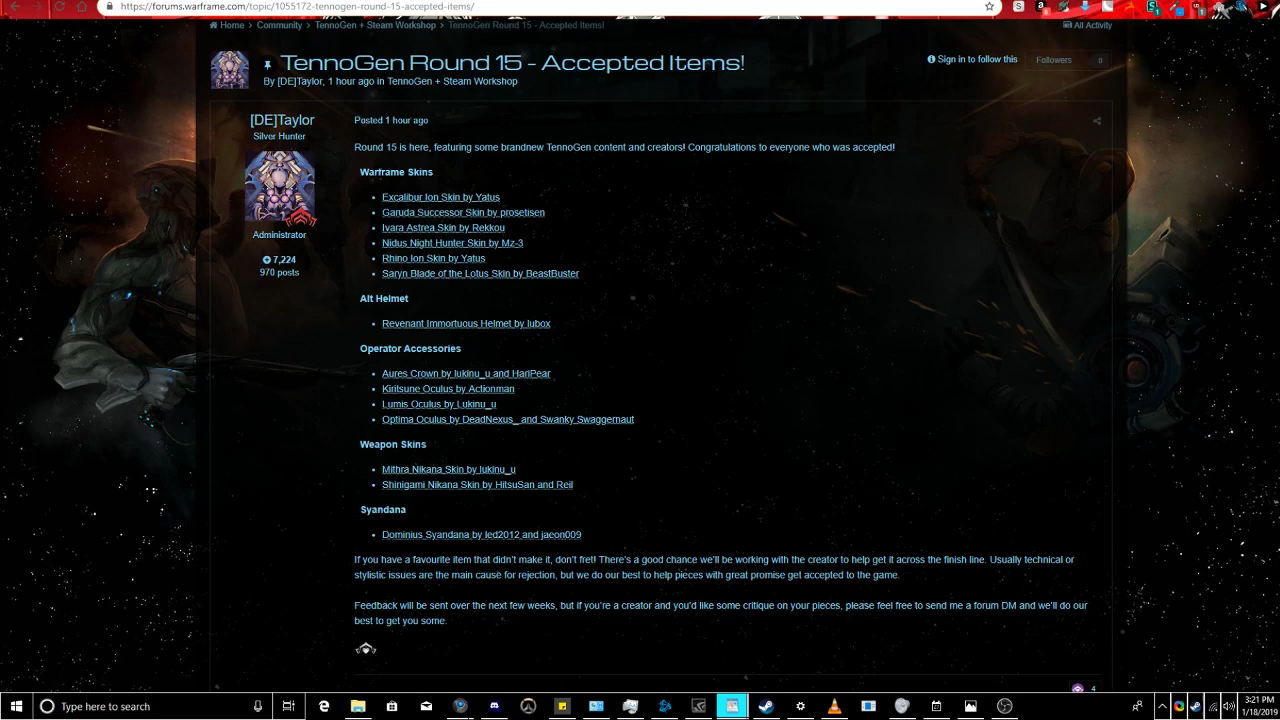 https://forums.warframe.com/topic/1055172-tennogen-round-15-accepted-items/
Home > Community > TennoGen + Steam Workshop > TennoGen Round 15 - Accepted Items!
All Activity
TennoGen Round 15 - Accepted Items!
By [DE]Taylor, 1 hour ago in TennoGen + Steam Workshop
Sign in to follow this
Followers 0
[DE]Taylor
Silver Hunter
Administrator
7,224
970 posts
Posted 1 hour ago
Round 15 is here, featuring some brandnew TennoGen content and creators! Congratulations to everyone who was accepted!
Warframe Skins
• Excalibur Ion Skin by Yatus
• Garuda Successor Skin by prosetisen
• Ivara Astrea Skin by Rekkou
• Nidus Night Hunter Skin by Mz-3
• Rhino Ion Skin by Yatus
• Saryn Blade of the Lotus Skin by BeastBuster
Alt Helmet
• Revenant Immortuous Helmet by lubox
Operator Accessories
• Aures Crown by lukinu_u and HariPear
• Kiritsune Oculus by Actionman
• Lumis Oculus by Lukinu_u
• Optima Oculus by DeadNexus_ and Swanky Swaggernaut
Weapon Skins
• Mithra Nikana Skin by lukinu_u
• Shinigami Nikana Skin by HitsuSan and Reil
Syandana
• Dominius Syandana by led2012 and jaeon009
If you have a favourite item that didn't make it, don't fret! There's a good chance we'll be working with the creator to help get it across the finish line. Usually technical or
stylistic issues are the main cause for rejection, but we do our best to help pieces with great promise get accepted to the game.
Feedback will be sent over the next few weeks, but if you're a creator and you'd like some critique on your pieces, please feel free to send me a forum DM and we'll do our
best to get you some.
4
Type here to search
3:21 PM
1/18/2019